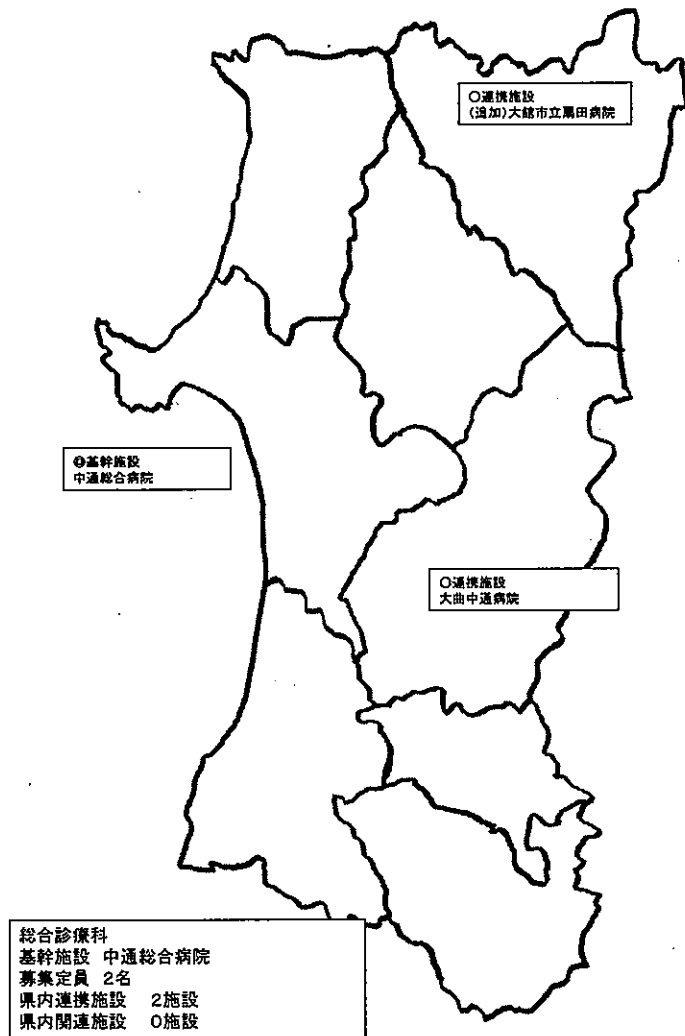 ○連携施設
(追加)大館市立扇田病院
◎基幹施設
中通総合病院
○連携施設
大曲中通病院
総合診療科
基幹施設 中通総合病院
募集定員 2名
県内連携施設 2施設
県内関連施設 0施設